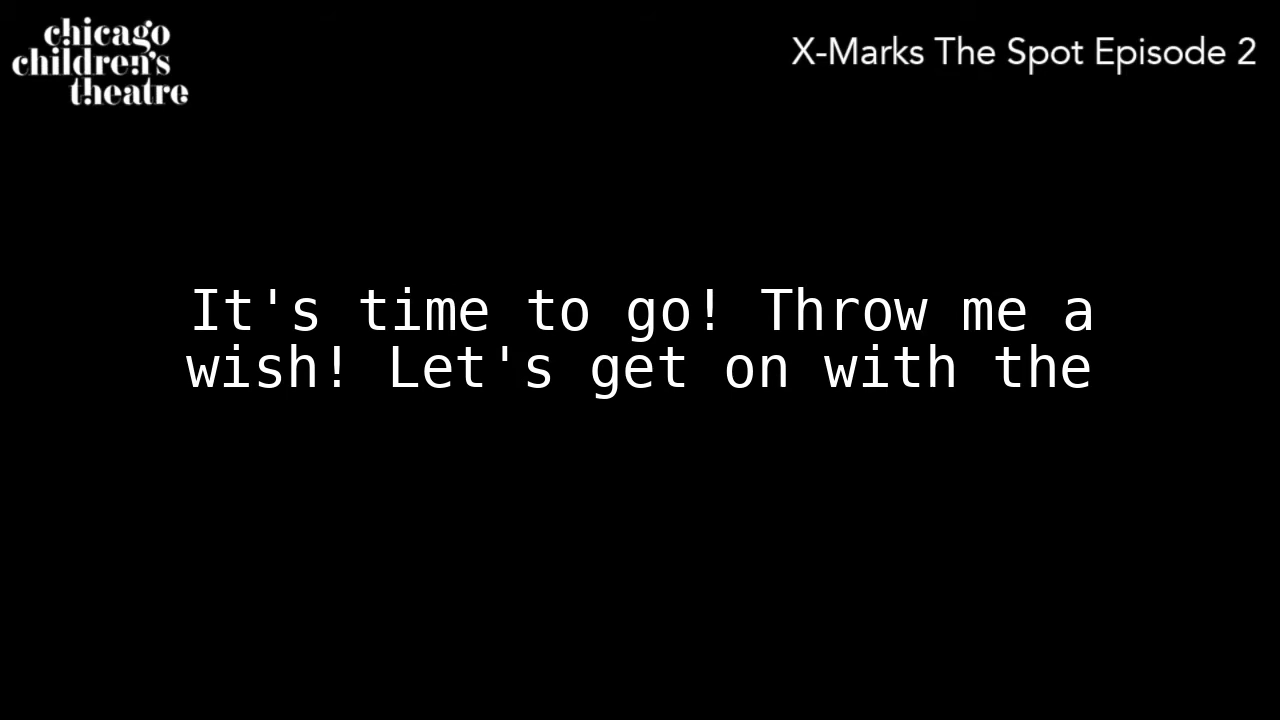 chicago
children's
theatre
X-Marks The Spot Episode 2
It's time to go! Throw me a
wish! Let's get on with the